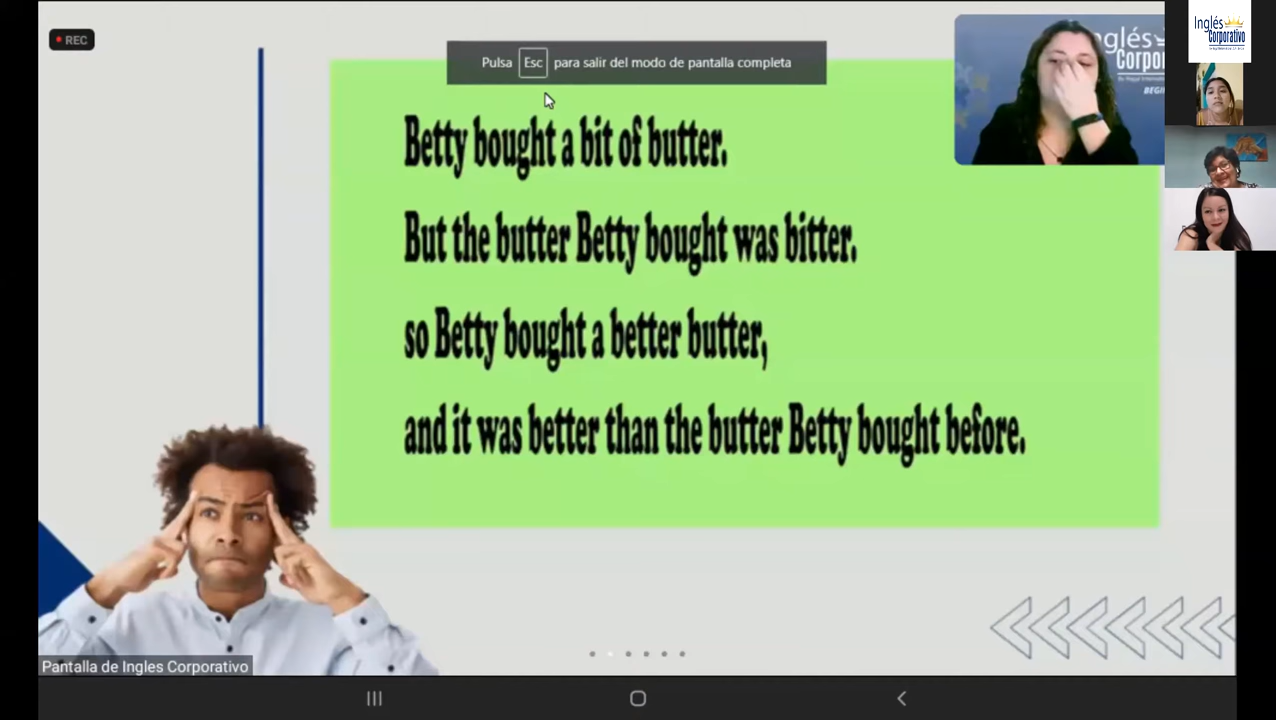 REC
Pulsa Esc para salir del modo de pantalla completa
Betty bought a bit of butter.
But the butter Betty bought was bitter.
so Betty bought a better butter,
and it was better than the butter Betty bought before.
Pantalla de Ingles Corporativo
Inglés
Corporativo
BEGIN